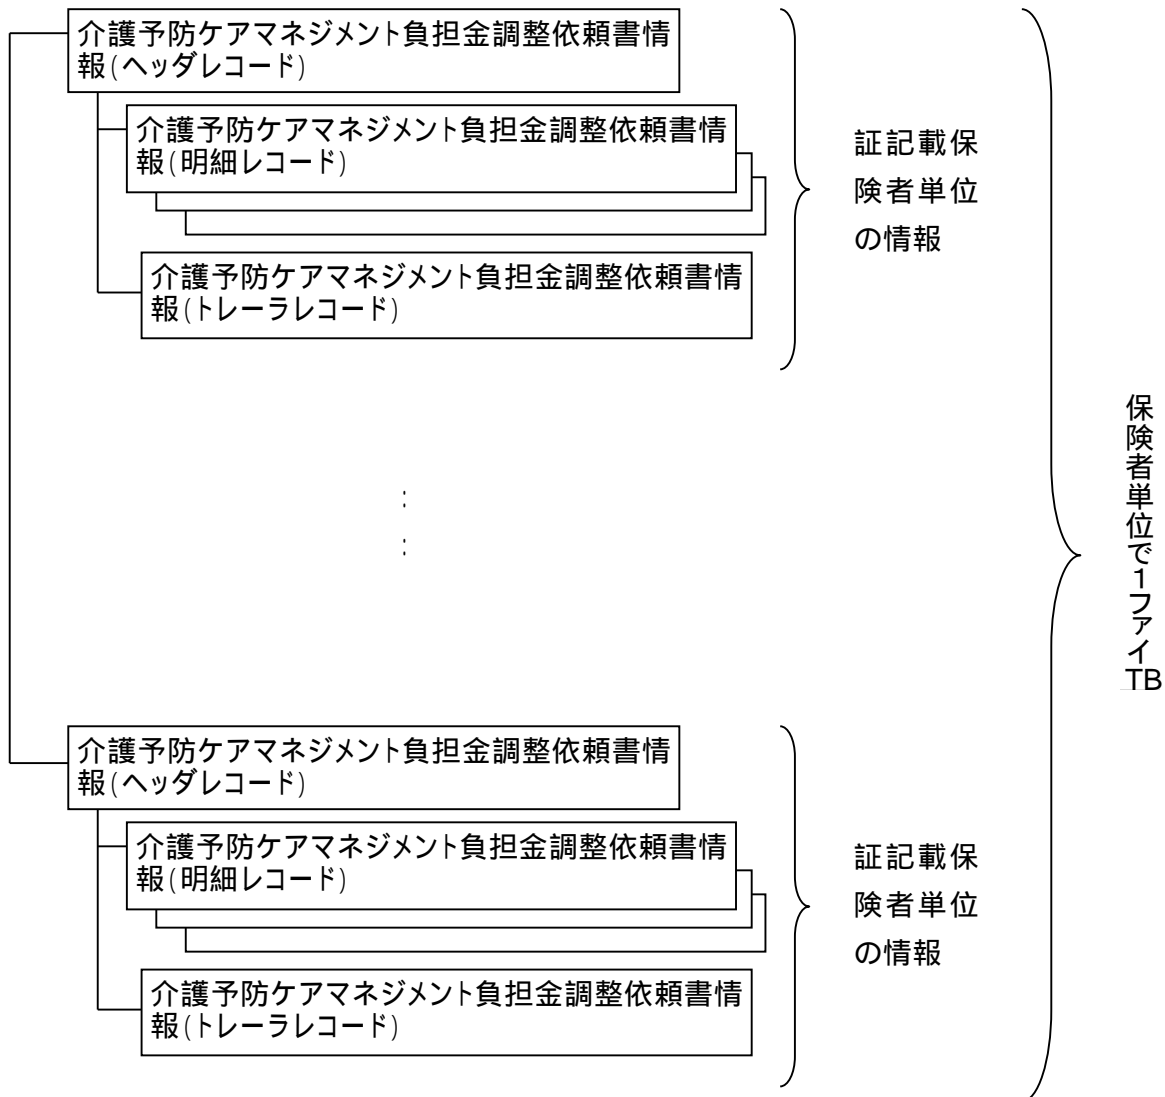 介護予防ケアマネジメント負担金調整依頼書情
報(ヘッダレコード)
介護予防ケアマネジメント負担金調整依頼書情
報(明細レコード)
介護予防ケアマネジメント負担金調整依頼書情
報(トレーラレコード)
証記載保
険者単位
の情報
介護予防ケアマネジメント負担金調整依頼書情
報(ヘッダレコード)
介護予防ケアマネジメント負担金調整依頼書情
報(明細レコード)
介護予防ケアマネジメント負担金調整依頼書情
報(トレーラレコード)
証記載保
険者単位
の情報
保険者単位で1ファイTB